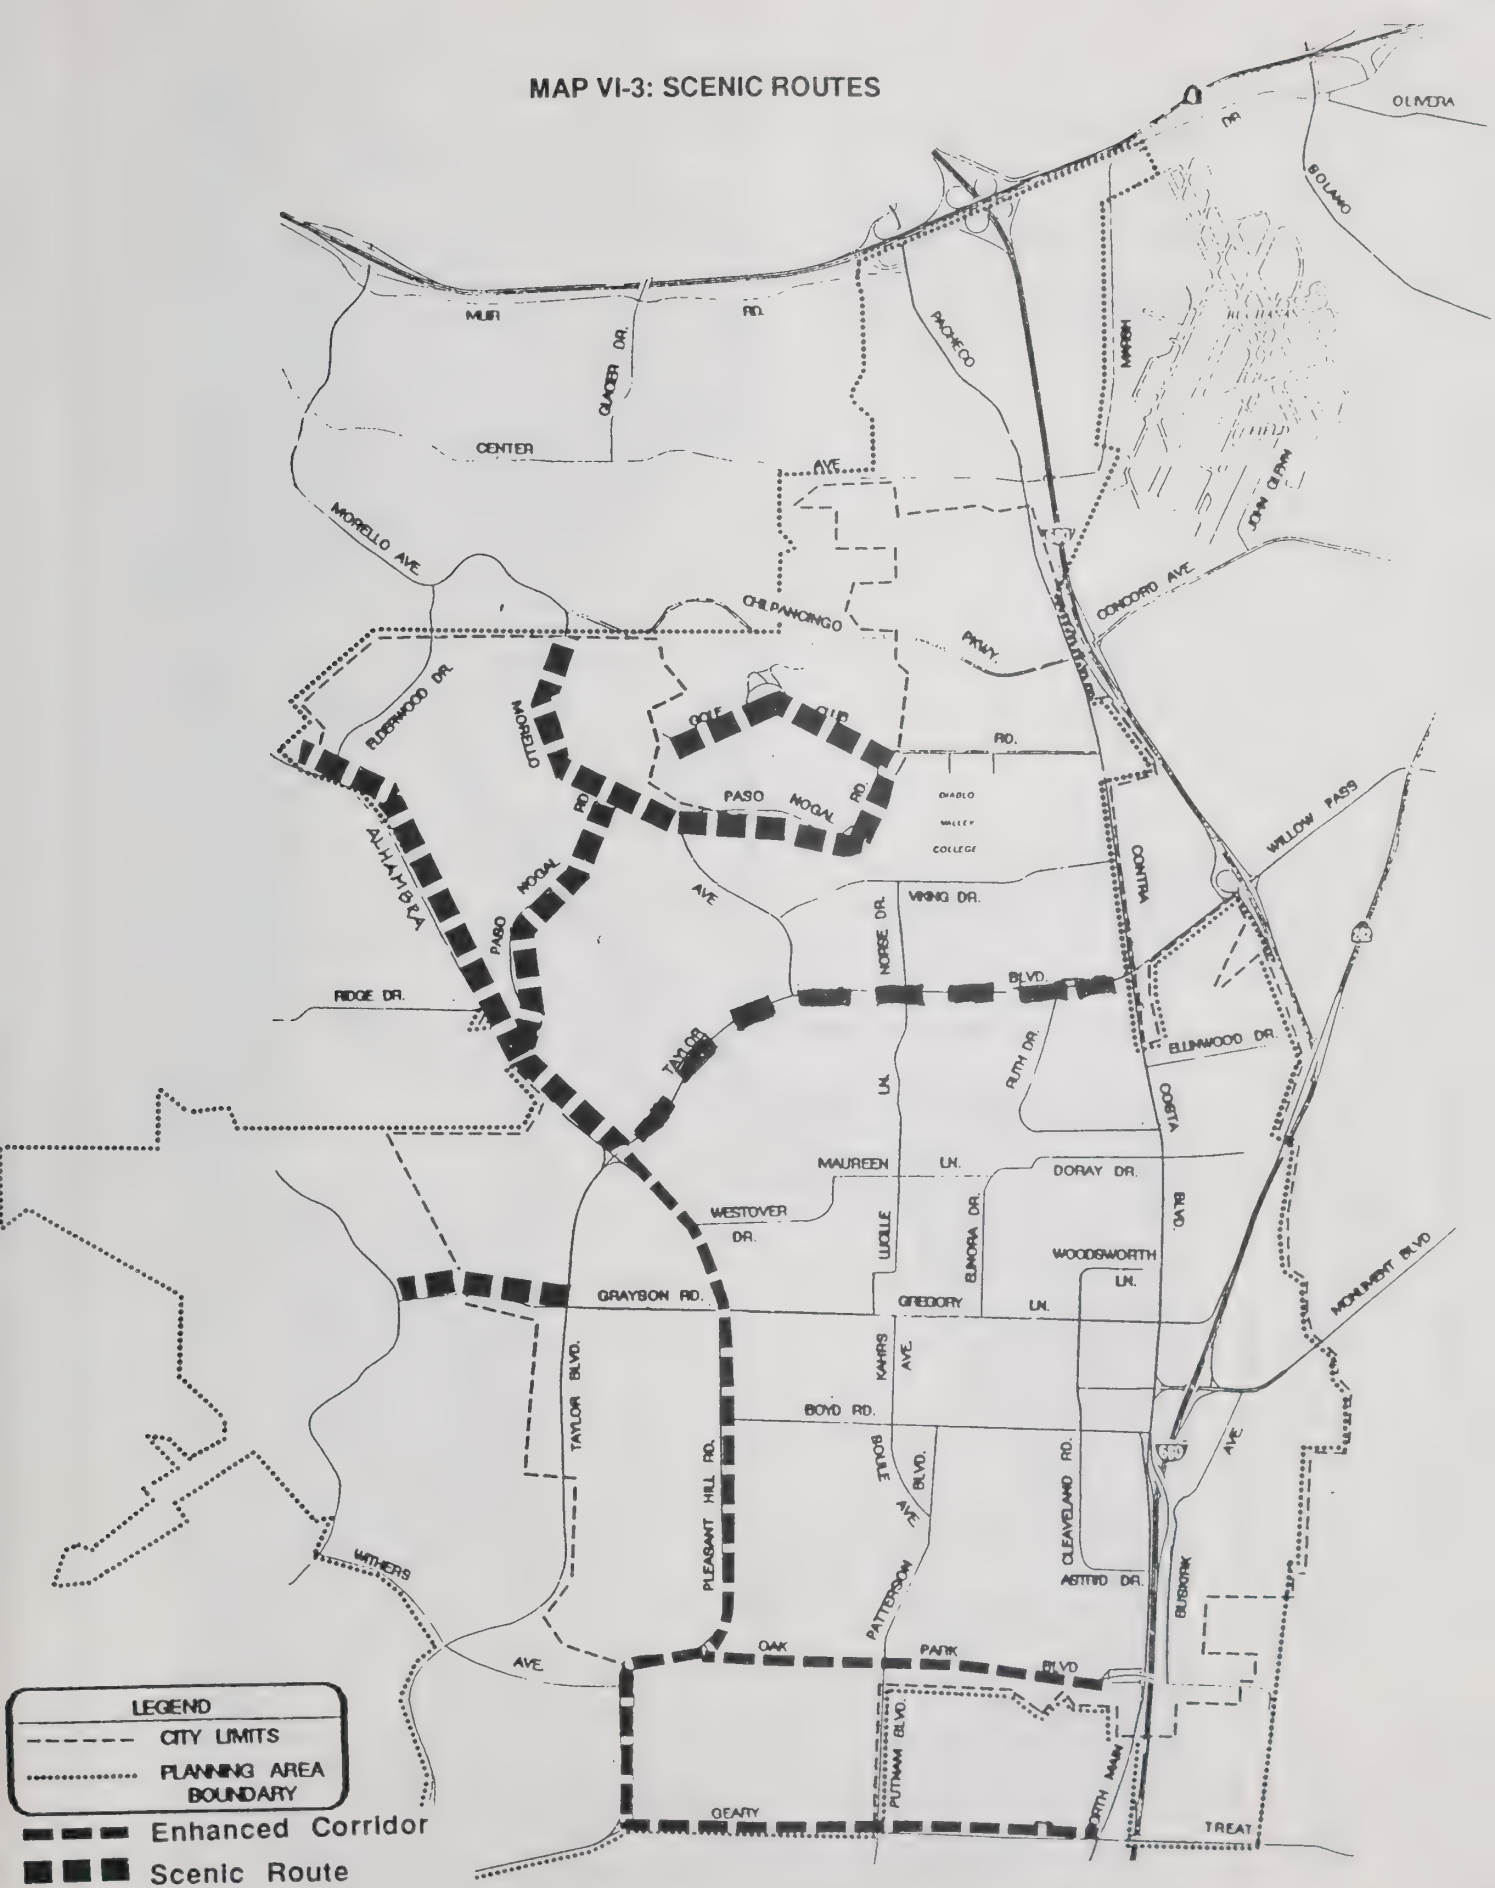 MAP VI-3: SCENIC ROUTES
OLIVERA
DR
SOLANO
MUIR
RD.
PACHECO
MARSH
GLACIER DR.
CENTER
AVE
FIELD
JOHN GLENN
MORELLO AVE.
CONCORD AVE.
CHILPANCINGO
PKWY.
ELDERWOOD DR.
MORELLO
GOLF
CLUB
RD.
RD.
RD
PASO
NOGAL
DIABLO
VALLEY
COLLEGE
WILLOW PASS
ALHAMBRA
NOGAL
PASO
AVE
VIKING DR.
NORSE DR.
CONTRA
680
RIDGE DR.
BLVD.
TAYLOR
RUTH DR.
ELLINWOOD DR.
LN.
COSTA
MAUREEN
LN.
DORAY DR.
WESTOVER
DR.
LUCILLE
ELINORA DR.
BLVD.
WOODSWORTH
LN.
MONUMENT BLVD
GRAYSON RD.
GREGORY
LN.
TAYLOR BLVD.
KAHRS
AVE.
BOYD RD.
PLEASANT HILL RD.
SOULE
AVE
BLVD.
CLEAVELAND RD.
680
AVE
WITHERS
PATTERSON
ASTRID DR.
BUSKIRK
OAK
PARK
BLVD
AVE.
PUTNAM BLVD.
NORTH MAIN
GEARY
TREAT
LEGEND
CITY LIMITS
PLANNING AREA
BOUNDARY
Enhanced Corridor
Scenic Route